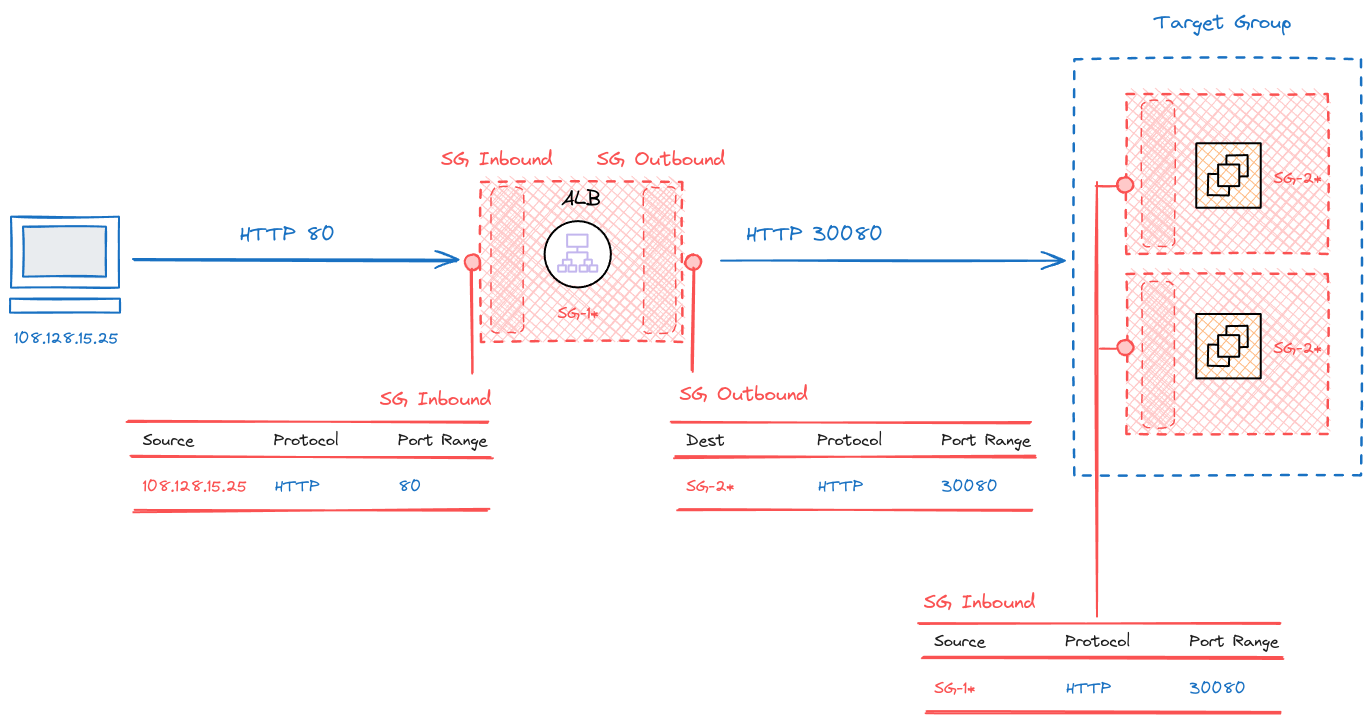 Target Group
SG Inbound
SG Outbound
ALB
SG-1*
HTTP 80
HTTP 30080
108.128.15.25
SG-2*
SG-2*
SG Inbound
Source Protocol Port Range
108.128.15.25 HTTP 80
SG Outbound
Dest Protocol Port Range
SG-2* HTTP 30080
SG Inbound
Source Protocol Port Range
SG-1* HTTP 30080